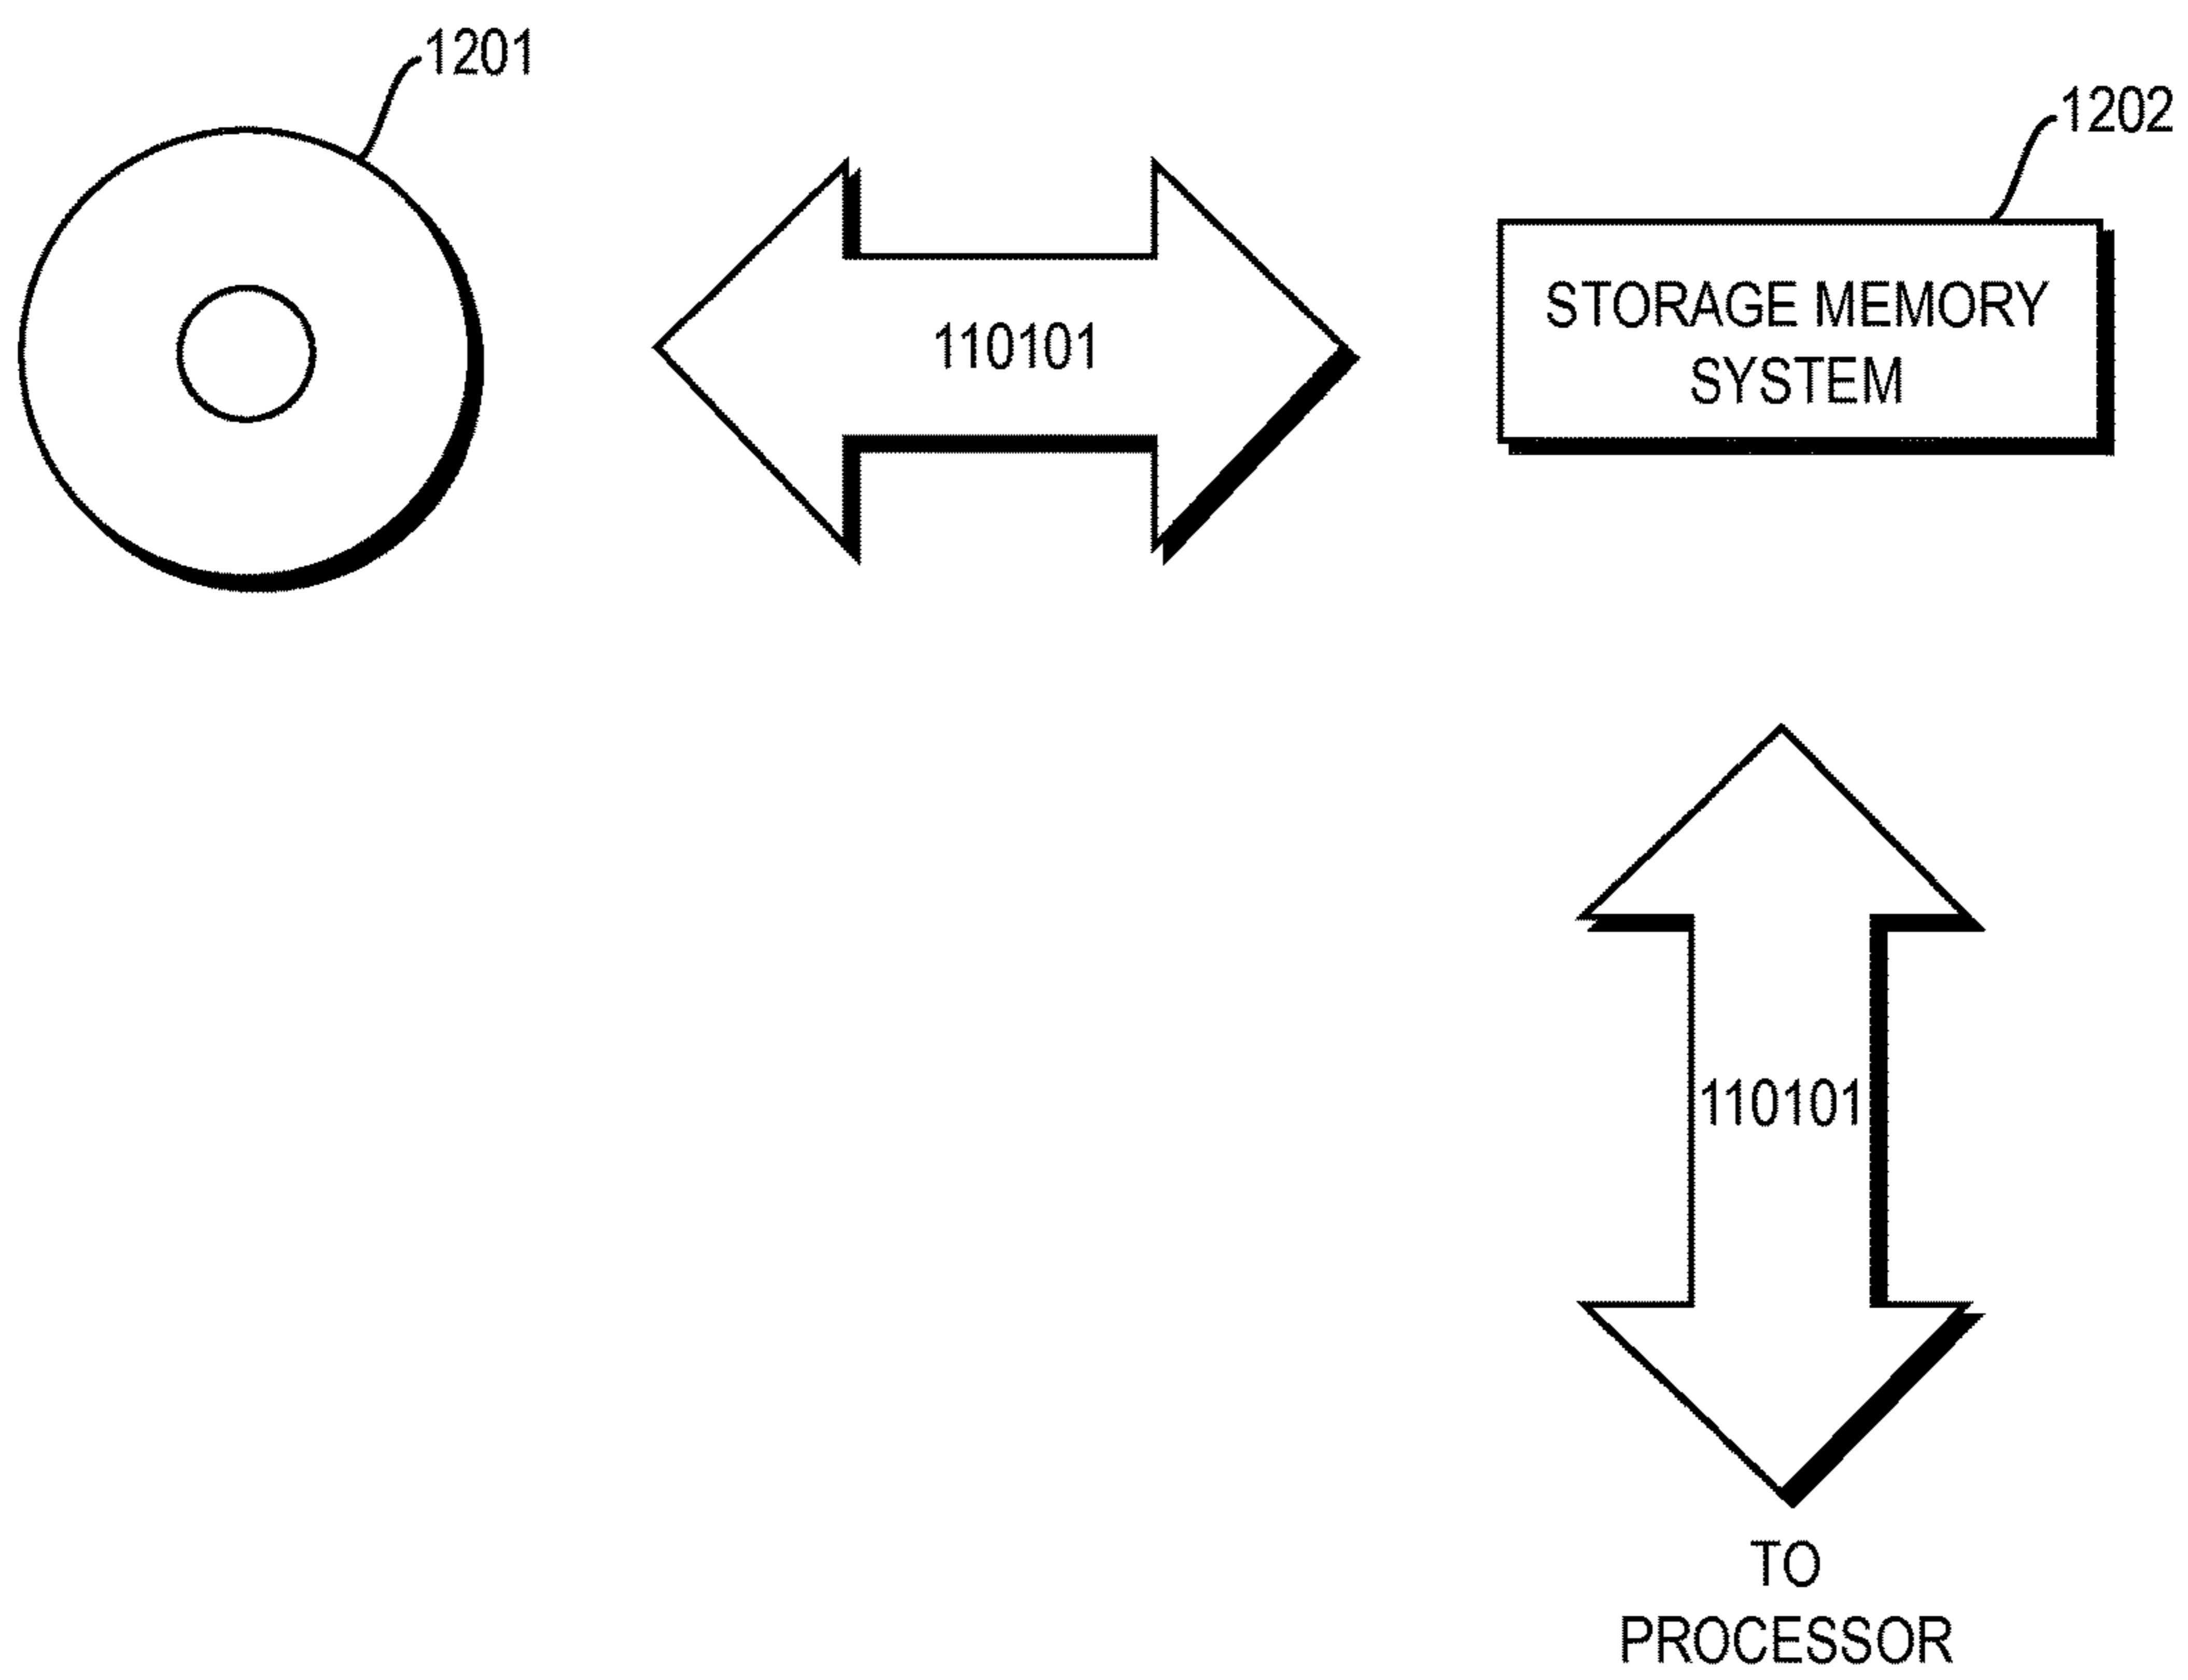 1201
1202
110101
STORAGE MEMORY
SYSTEM
110101
TO
PROCESSOR